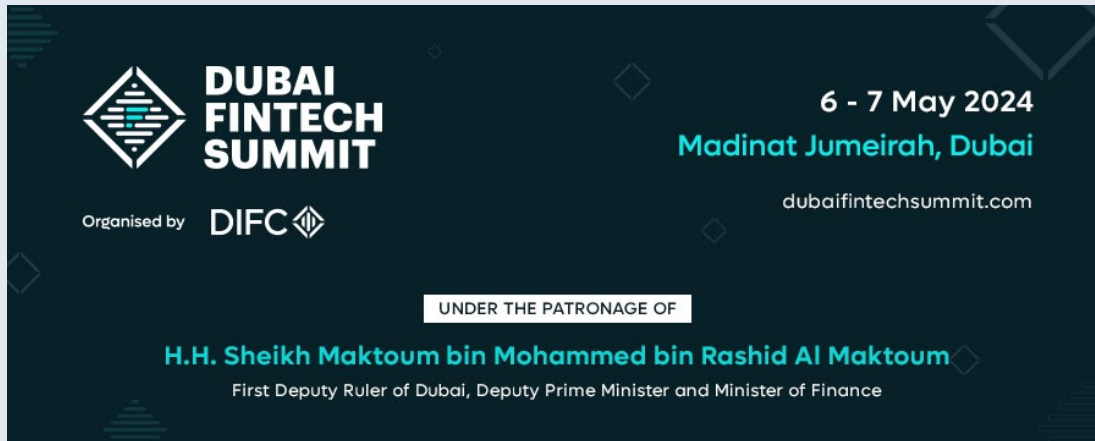 DUBAI
FINTECH
SUMMIT
Organised by DIFC
6 - 7 May 2024
Madinat Jumeirah, Dubai
dubaifintechsummit.com
UNDER THE PATRONAGE OF
H.H. Sheikh Maktoum bin Mohammed bin Rashid Al Maktoum
First Deputy Ruler of Dubai, Deputy Prime Minister and Minister of Finance